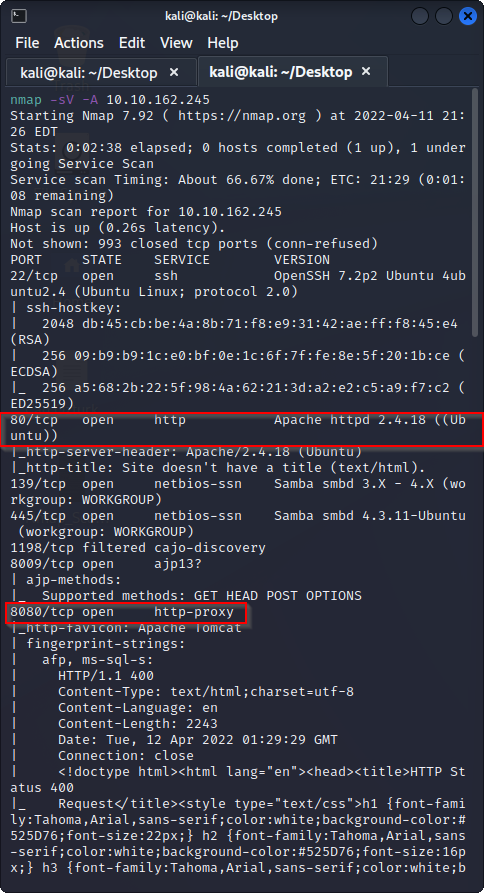 kali@kali: ~/Desktop
File Actions Edit View Help
kali@kali: ~/Desktop × kali@kali: ~/Desktop ×
nmap -sV -A 10.10.162.245
Starting Nmap 7.92 ( https://nmap.org ) at 2022-04-11 21:
26 EDT
Stats: 0:02:38 elapsed; 0 hosts completed (1 up), 1 under
going Service Scan
Service scan Timing: About 66.67% done; ETC: 21:29 (0:01:
08 remaining)
Nmap scan report for 10.10.162.245
Host is up (0.26s latency).
Not shown: 993 closed tcp ports (conn-refused)
PORT     STATE    SERVICE        VERSION
22/tcp   open     ssh            OpenSSH 7.2p2 Ubuntu 4ub
untu2.4 (Ubuntu Linux; protocol 2.0)
| ssh-hostkey:
|   2048 db:45:cb:be:4a:8b:71:f8:e9:31:42:ae:ff:f8:45:e4
(RSA)
|   256 09:b9:b9:1c:e0:bf:0e:1c:6f:7f:fe:8e:5f:20:1b:ce (
ECDSA)
|_  256 a5:68:2b:22:5f:98:4a:62:21:3d:a2:e2:c5:a9:f7:c2 (
ED25519)
80/tcp   open     http           Apache httpd 2.4.18 ((Ub
untu))
|_http-server-header: Apache/2.4.18 (Ubuntu)
|_http-title: Site doesn't have a title (text/html).
139/tcp  open     netbios-ssn    Samba smbd 3.X - 4.X (wo
rkgroup: WORKGROUP)
445/tcp  open     netbios-ssn    Samba smbd 4.3.11-Ubuntu
(workgroup: WORKGROUP)
1198/tcp filtered cajo-discovery
8009/tcp open     ajp13?
| ajp-methods:
|_  Supported methods: GET HEAD POST OPTIONS
8080/tcp open     http-proxy
|_http-favicon: Apache Tomcat
| fingerprint-strings:
|   afp, ms-sql-s:
|     HTTP/1.1 400
|     Content-Type: text/html;charset=utf-8
|     Content-Language: en
|     Content-Length: 2243
|     Date: Tue, 12 Apr 2022 01:29:29 GMT
|     Connection: close
|     <!doctype html><html lang="en"><head><title>HTTP St
atus 400
|_    Request</title><style type="text/css">h1 {font-fami
ly:Tahoma,Arial,sans-serif;color:white;background-color:#
525D76;font-size:22px;} h2 {font-family:Tahoma,Arial,sans
-serif;color:white;background-color:#525D76;font-size:16p
x;} h3 {font-family:Tahoma,Arial,sans-serif;color:white;b